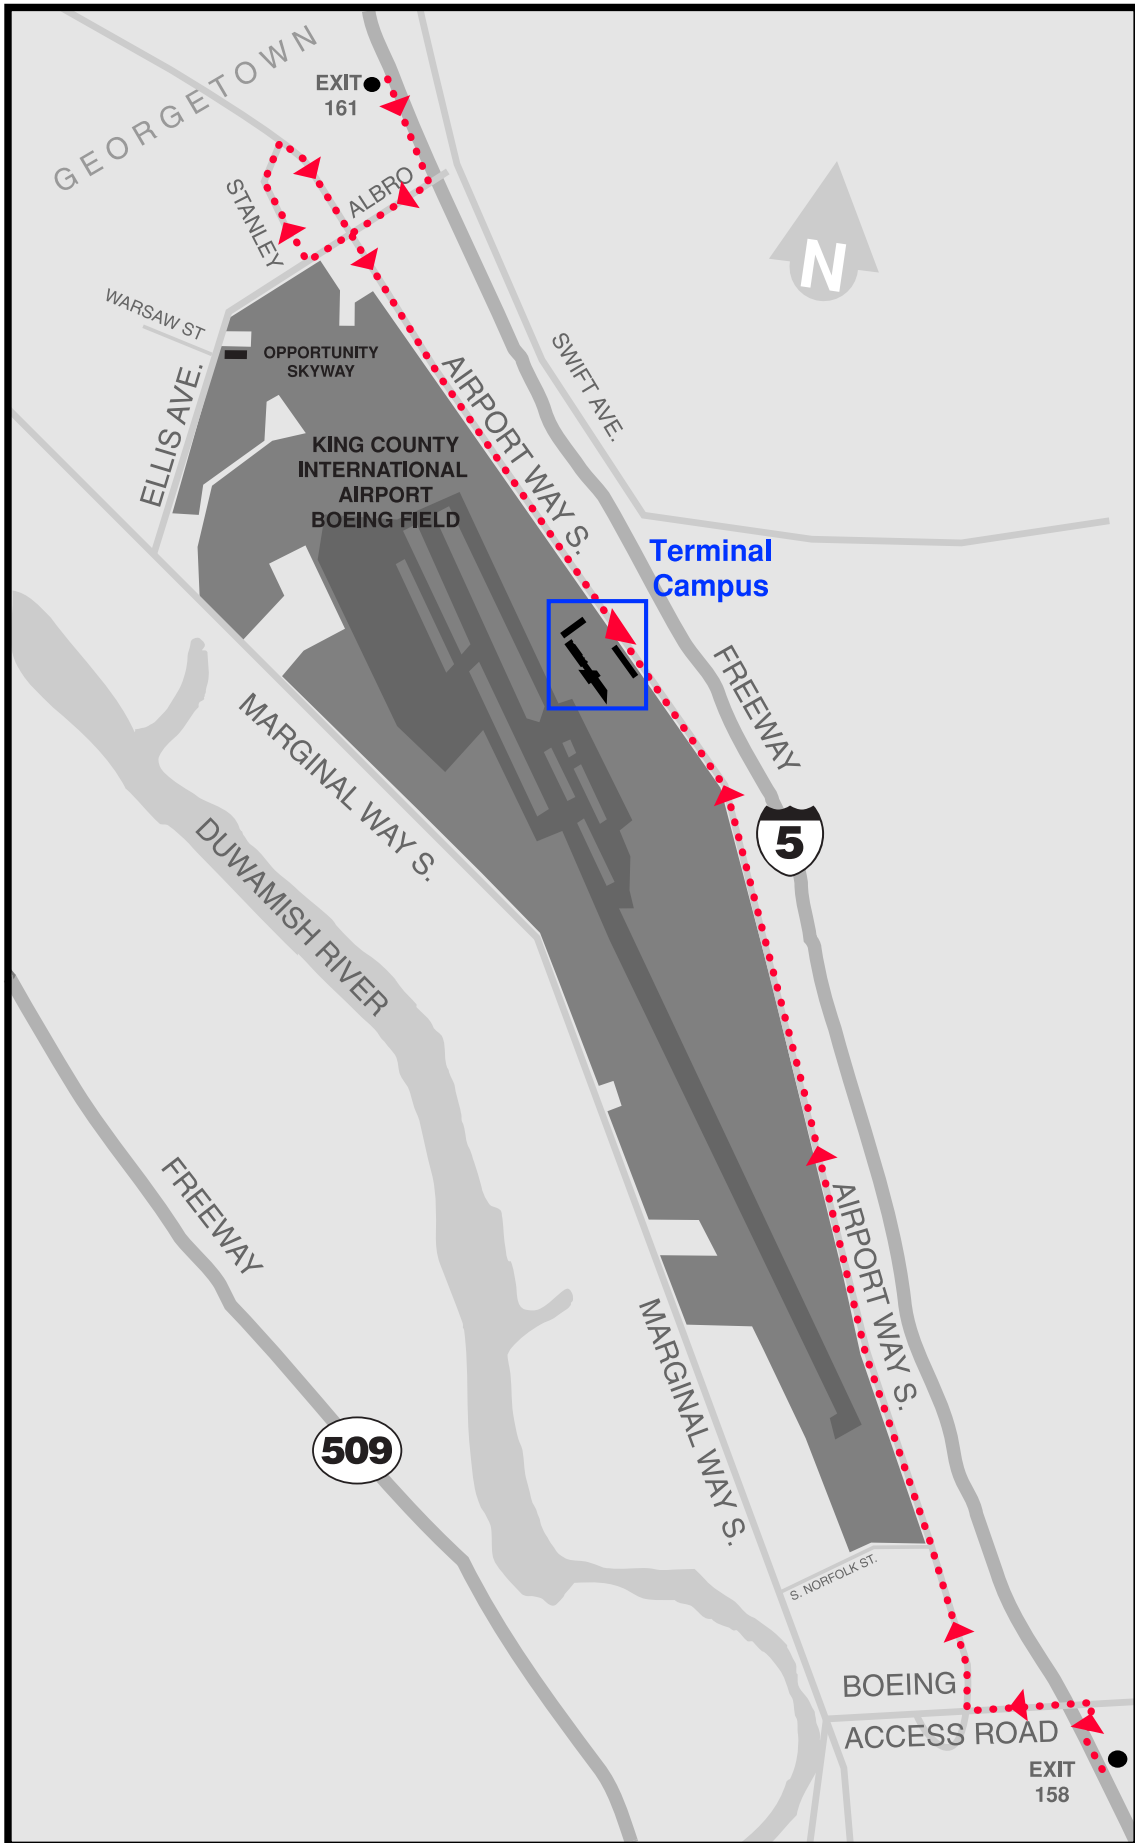 GEORGETOWN
EXIT
161
STANLEY
ALBRO
N
WARSAW ST
OPPORTUNITY
SKYWAY
ELLIS AVE.
AIRPORT WAY S.
SWIFT AVE.
KING COUNTY
INTERNATIONAL
AIRPORT
BOEING FIELD
Terminal
Campus
FREEWAY
5
MARGINAL WAY S.
DUWAMISH RIVER
FREEWAY
509
AIRPORT WAY S.
MARGINAL WAY S.
S. NORFOLK ST.
BOEING
ACCESS ROAD
EXIT
158